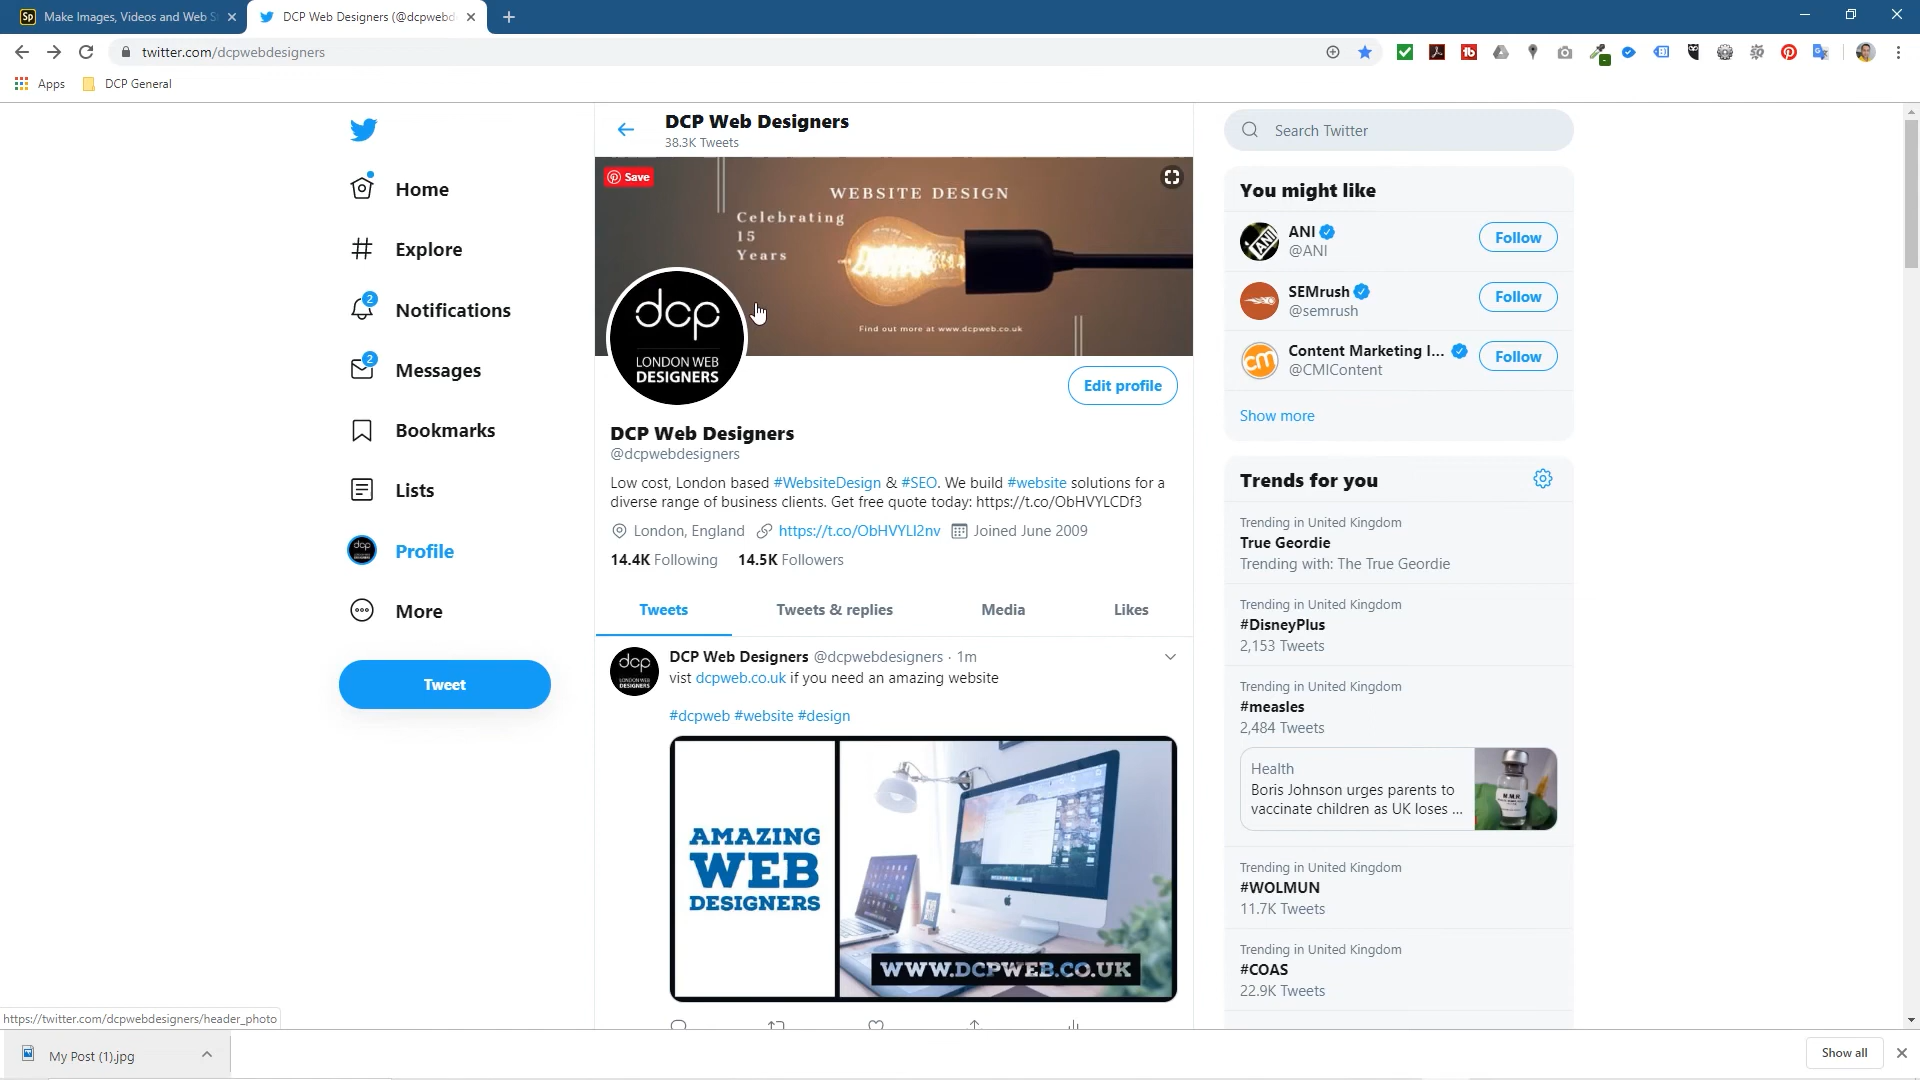 Make Images, Videos and Web S
DCP Web Designers (@dcpwebd
twitter.com/dcpwebdesigners
Apps
DCP General
Home
Explore
2
Notifications
2
Messages
Bookmarks
Lists
Profile
More
Tweet
DCP Web Designers
38.3K Tweets
Save
WEBSITE DESIGN
Celebrating
15
Years
Find out more at www.dcpweb.co.uk
dcp
LONDON WEB
DESIGNERS
Edit profile
DCP Web Designers
@dcpwebdesigners
Low cost, London based #WebsiteDesign & #SEO. We build #website solutions for a
diverse range of business clients. Get free quote today: https://t.co/ObHVYLCDf3
London, England https://t.co/ObHVYLl2nv Joined June 2009
14.4K Following 14.5K Followers
Tweets Tweets & replies Media Likes
DCP Web Designers @dcpwebdesigners · 1m
vist dcpweb.co.uk if you need an amazing website
#dcpweb #website #design
AMAZING
WEB
DESIGNERS
WWW.DCPWEB.CO.UK
Search Twitter
You might like
ANI
@ANI
Follow
SEMrush
@semrush
Follow
Content Marketing I...
@CMIContent
Follow
Show more
Trends for you
Trending in United Kingdom
True Geordie
Trending with: The True Geordie
Trending in United Kingdom
#DisneyPlus
2,153 Tweets
Trending in United Kingdom
#measles
2,484 Tweets
Health
Boris Johnson urges parents to
vaccinate children as UK loses ...
Trending in United Kingdom
#WOLMUN
11.7K Tweets
Trending in United Kingdom
#COAS
22.9K Tweets
https://twitter.com/dcpwebdesigners/header_photo
My Post (1).jpg
Show all